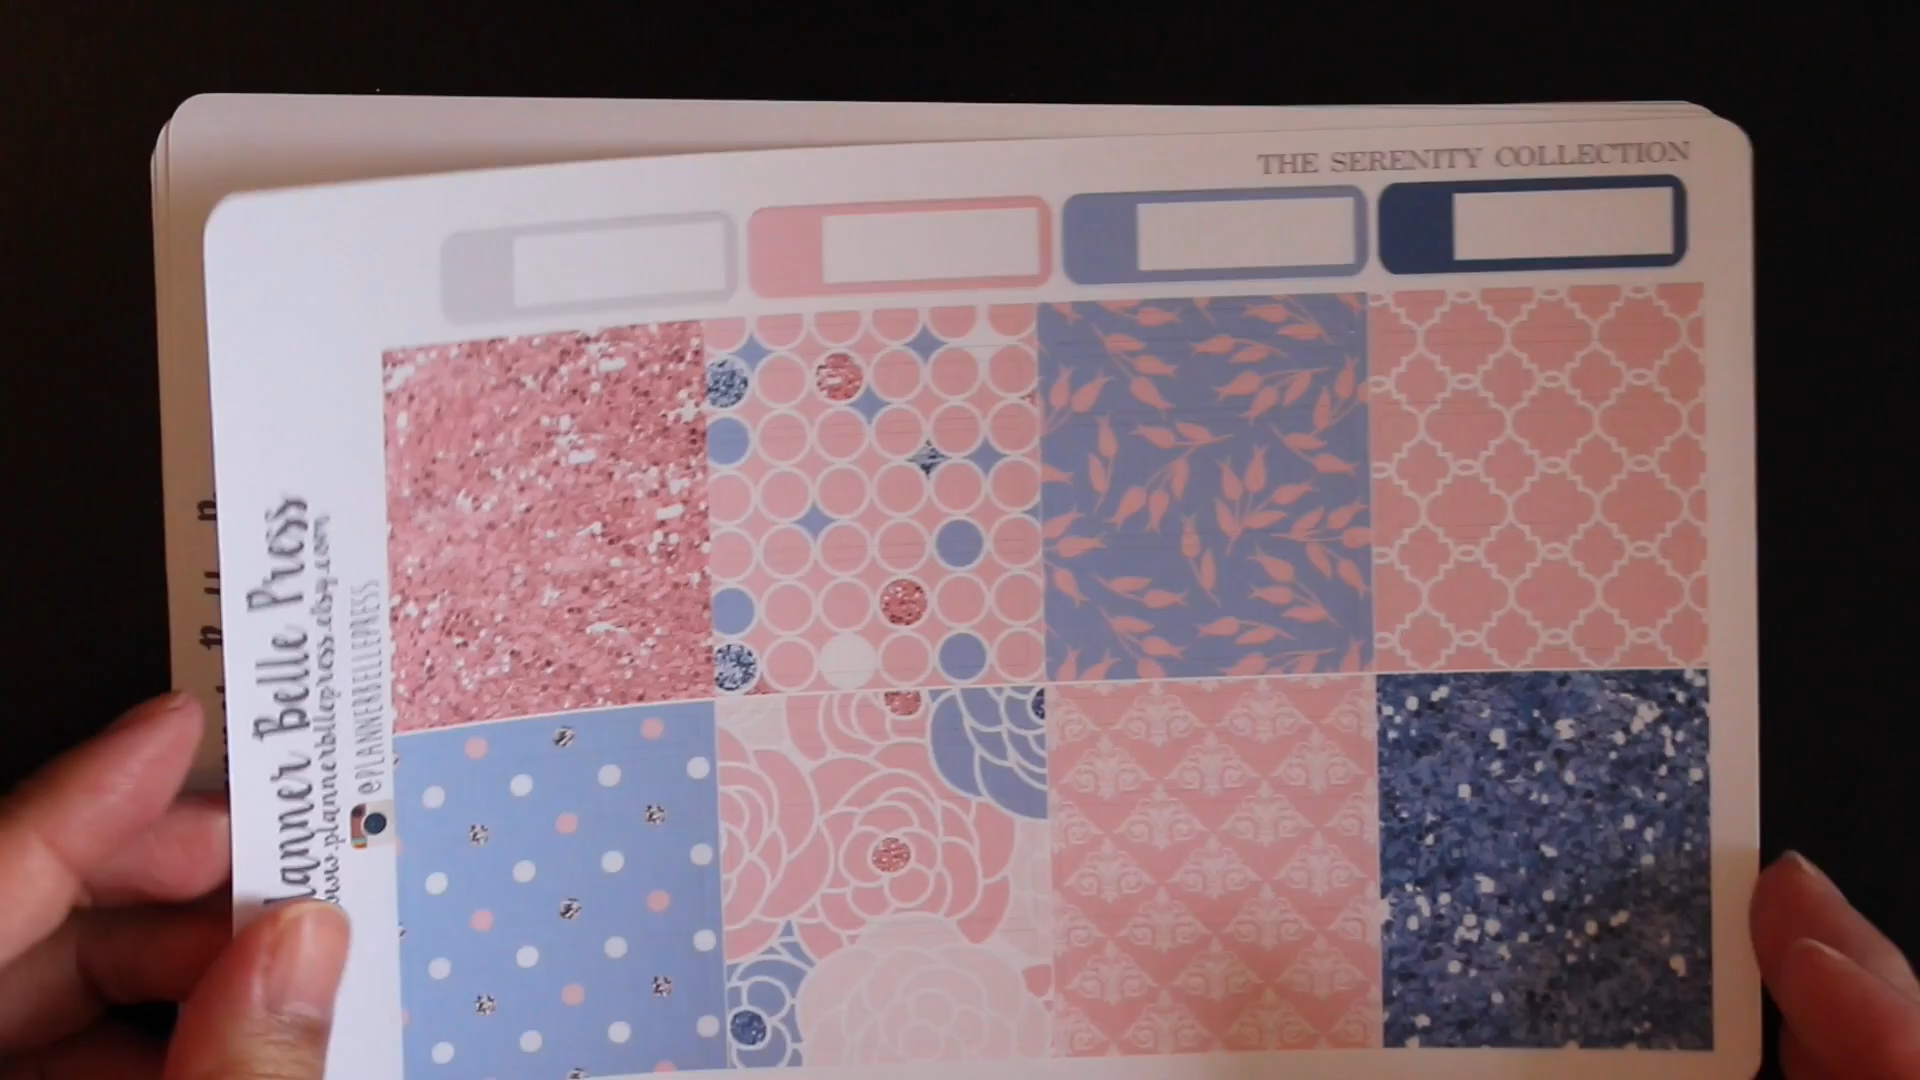 THE SERENITY COLLECTION
Planner Belle Press
www.plannerbellepress.etsy.com
@PLANNERBELLEPRESS